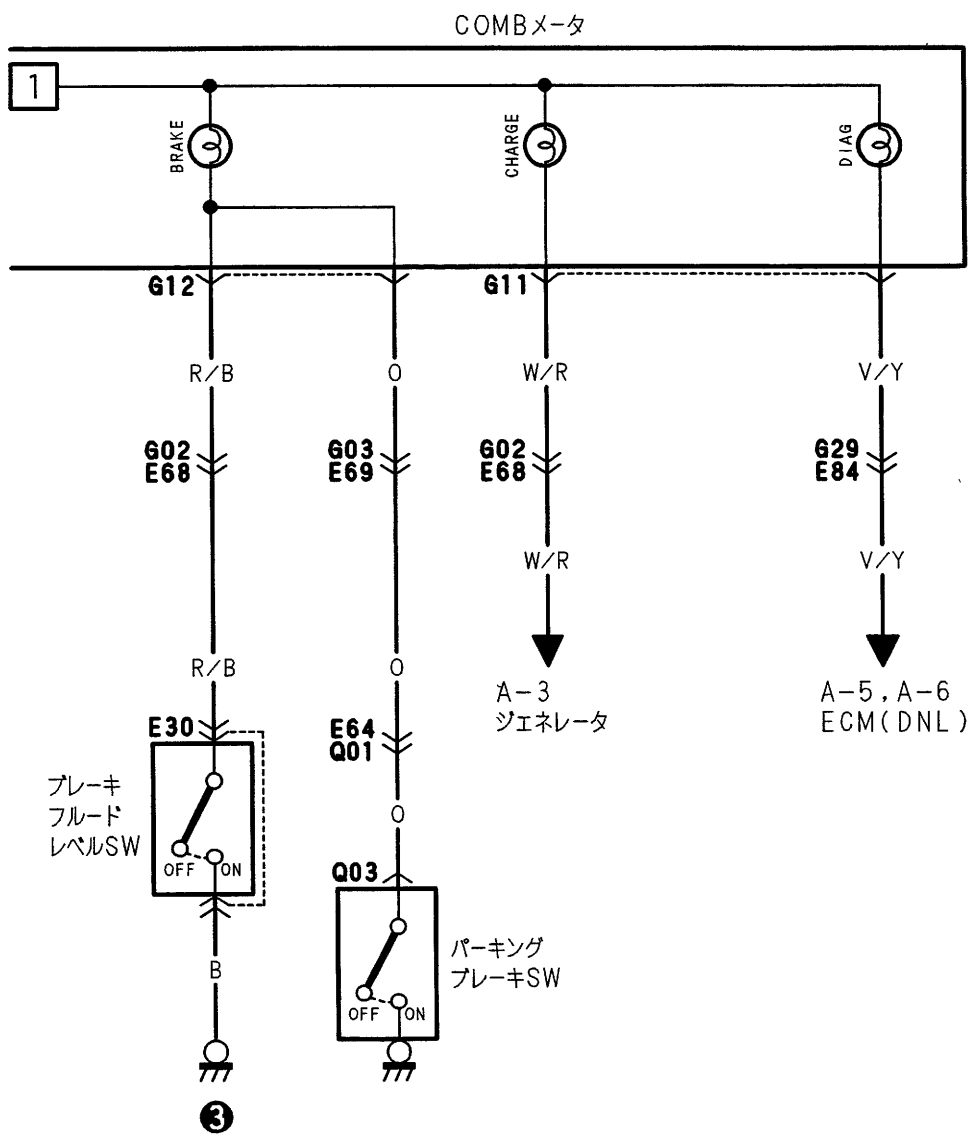 COMBメータ
1
BRAKE
CHARGE
DIAG
G12
G11
R/B
O
W/R
V/Y
G02
E68
G03
E69
G02
E68
G29
E84
W/R
V/Y
R/B
O
A-3
ジェネレータ
A-5,A-6
ECM(DNL)
E30
E64
Q01
ブレーキ
フルード
レベルSW
OFF
ON
O
Q03
B
パーキング
ブレーキSW
OFF
ON
3